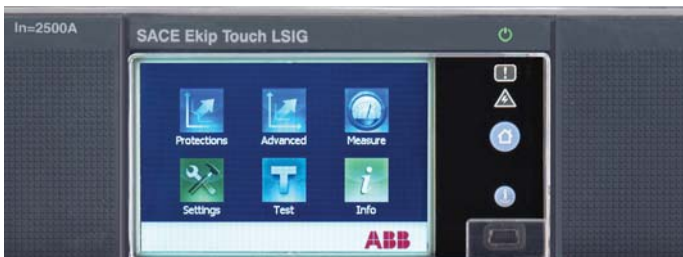 In=2500A
SACE Ekip Touch LSIG
Protections Advanced Measure
Settings Test Info
ABB